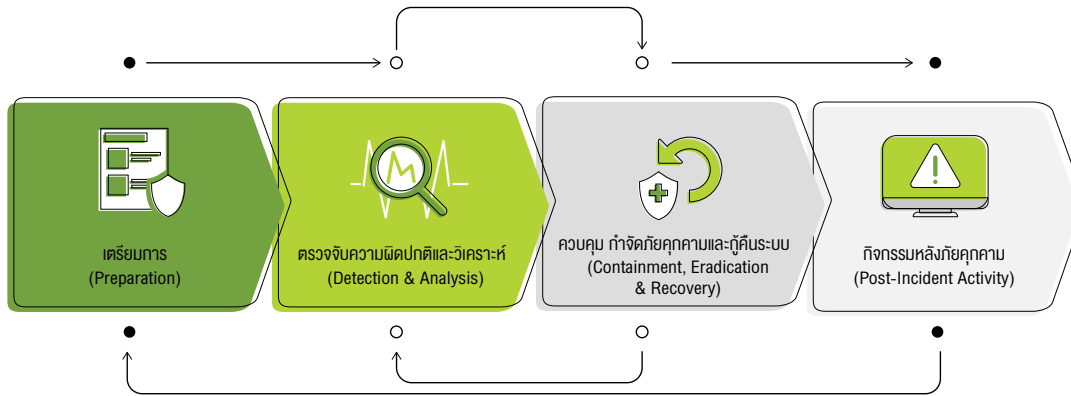 เตรียมการ
(Preparation)
ตรวจจับความผิดปกติและวิเคราะห์
(Detection & Analysis)
ควบคุม กำจัดภัยคุกคามและกู้คืนระบบ
(Containment, Eradication
& Recovery)
กิจกรรมหลังภัยคุกคาม
(Post-Incident Activity)